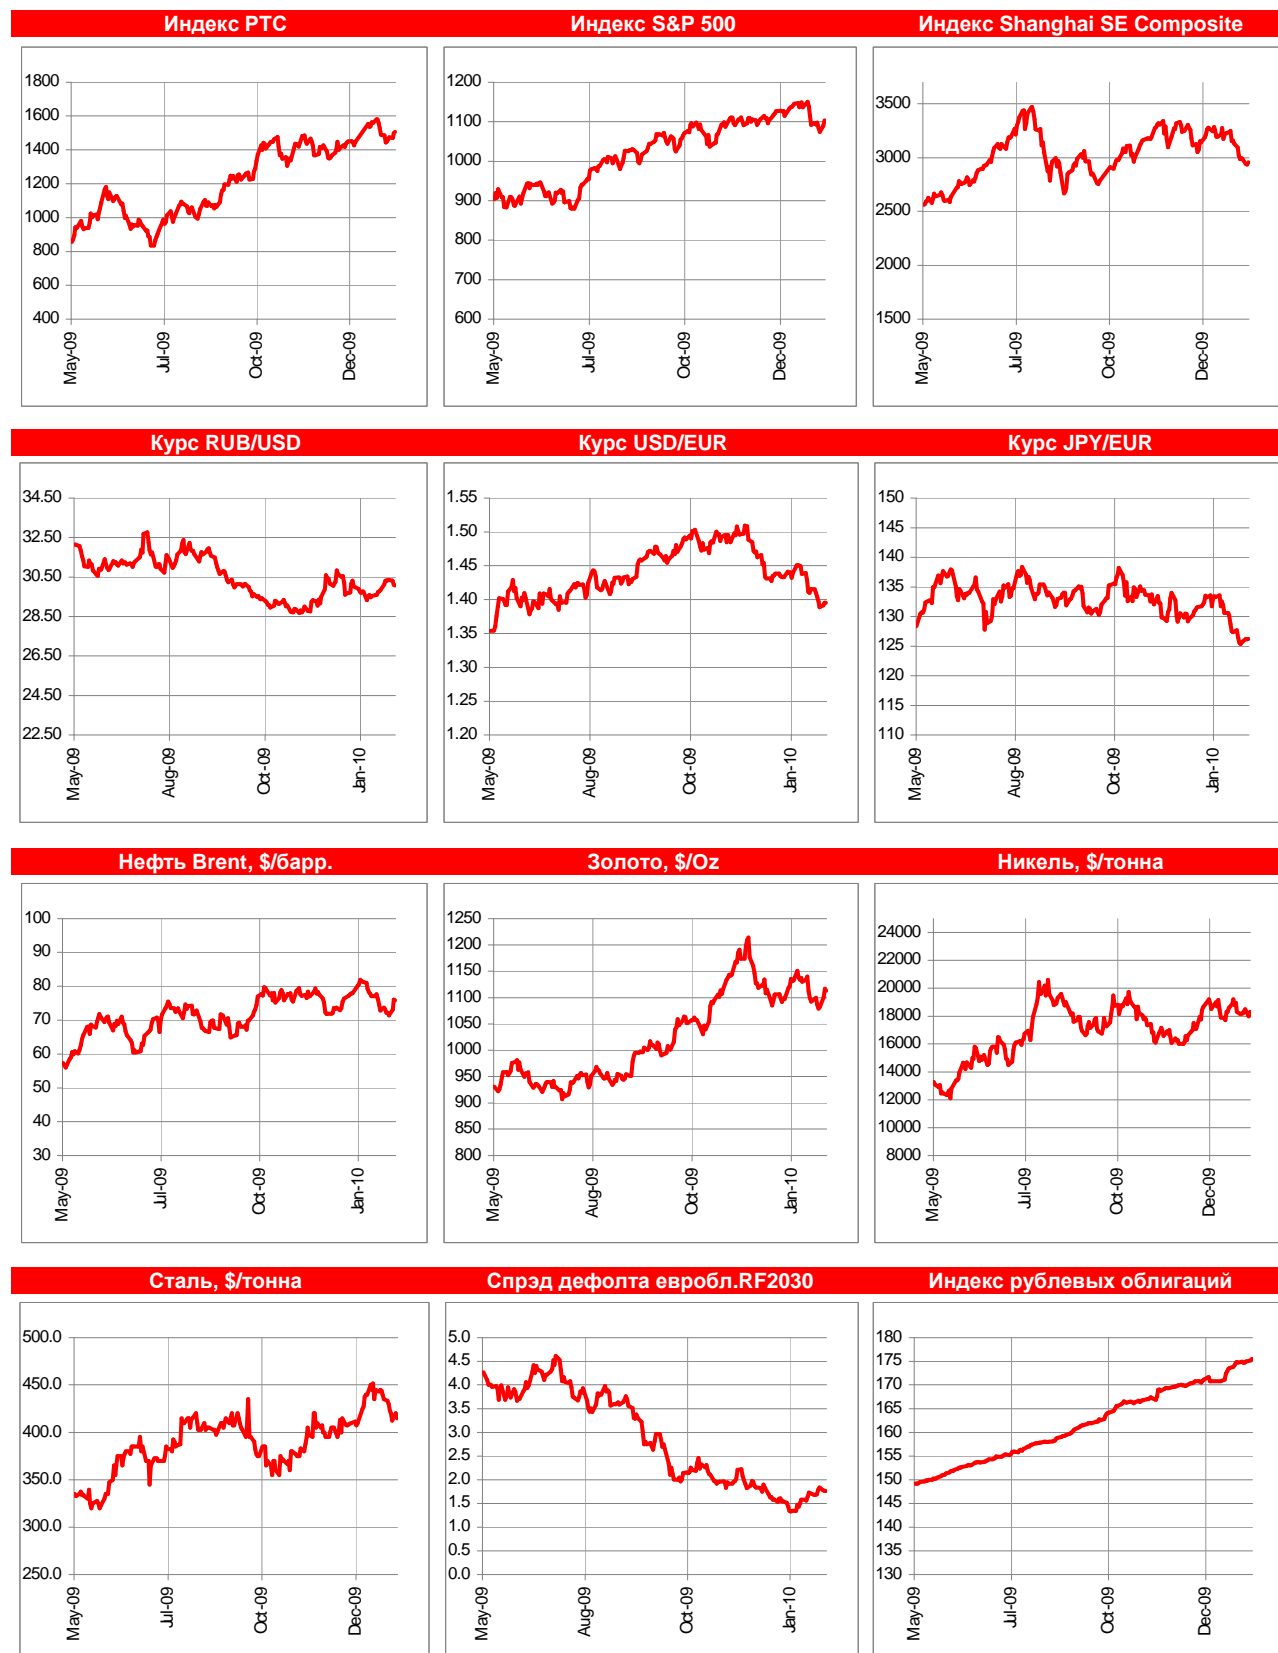 Индекс РТС
1800
1600
1400
1200
1000
800
600
400
May-09
Jul-09
Oct-09
Dec-09
Индекс S&P 500
1200
1100
1000
900
800
700
600
May-09
Jul-09
Oct-09
Dec-09
Индекс Shanghai SE Composite
3500
3000
2500
2000
1500
May-09
Jul-09
Oct-09
Dec-09
Курс RUB/USD
34.50
32.50
30.50
28.50
26.50
24.50
22.50
May-09
Aug-09
Oct-09
Jan-10
Курс USD/EUR
1.55
1.50
1.45
1.40
1.35
1.30
1.25
1.20
May-09
Aug-09
Oct-09
Jan-10
Курс JPY/EUR
150
145
140
135
130
125
120
115
110
May-09
Aug-09
Oct-09
Jan-10
Нефть Brent, $/барр.
100
90
80
70
60
50
40
30
May-09
Jul-09
Oct-09
Jan-10
Золото, $/Oz
1250
1200
1150
1100
1050
1000
950
900
850
800
May-09
Aug-09
Oct-09
Jan-10
Никель, $/тонна
24000
22000
20000
18000
16000
14000
12000
10000
8000
May-09
Jul-09
Oct-09
Dec-09
Сталь, $/тонна
500.0
450.0
400.0
350.0
300.0
250.0
May-09
Jul-09
Oct-09
Dec-09
Спрэд дефолта евробл.RF2030
5.0
4.5
4.0
3.5
3.0
2.5
2.0
1.5
1.0
0.5
0.0
May-09
Aug-09
Oct-09
Jan-10
Индекс рублевых облигаций
180
175
170
165
160
155
150
145
140
135
130
May-09
Jul-09
Oct-09
Dec-09